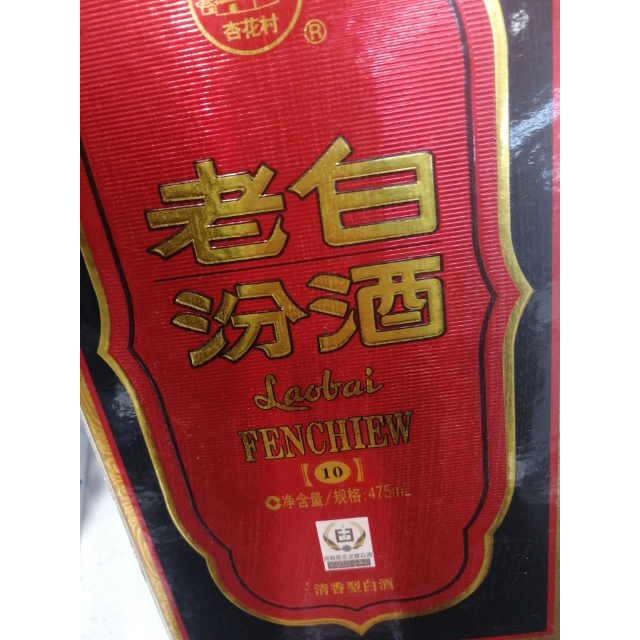 杏花村
®
老白
汾酒
Laobai
FENCHIEW
【10】
净含量/规格:475mL
清香型白酒